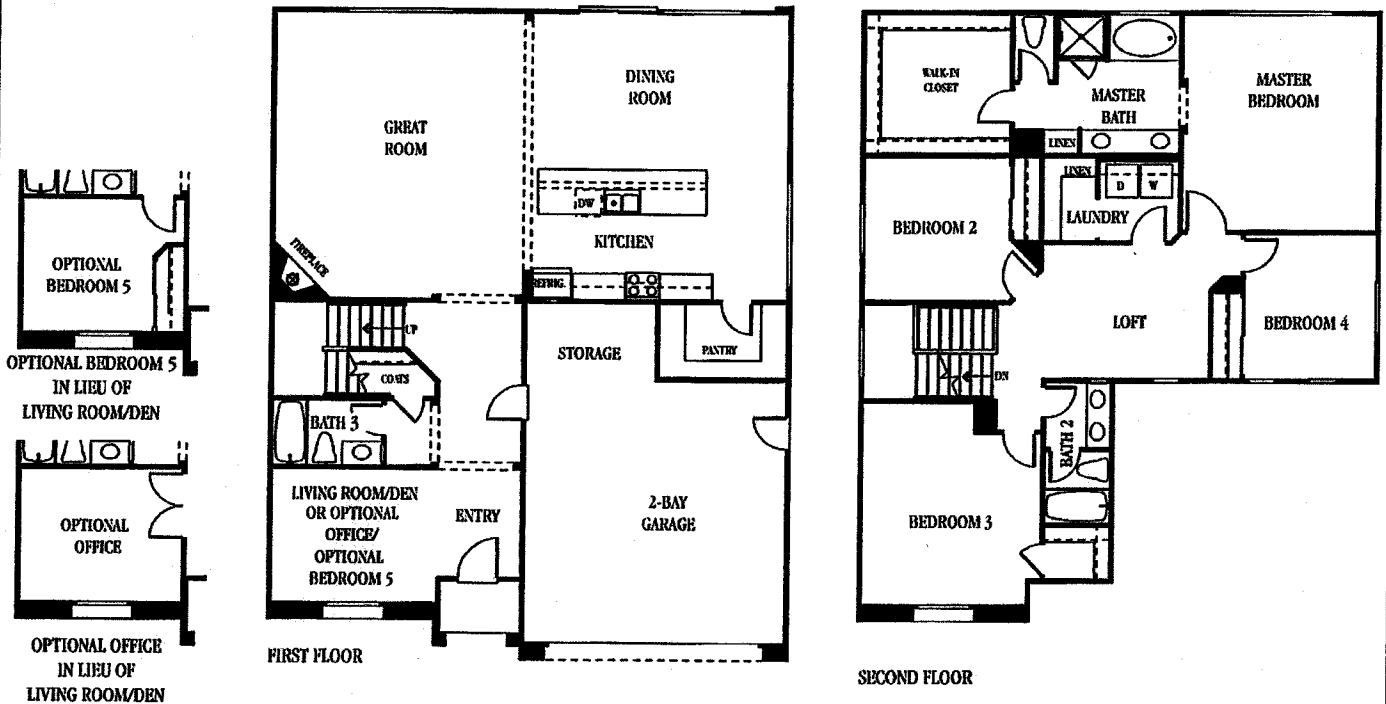 OPTIONAL
BEDROOM 5
OPTIONAL BEDROOM 5
IN LIEU OF
LIVING ROOM/DEN
OPTIONAL
OFFICE
OPTIONAL OFFICE
IN LIEU OF
LIVING ROOM/DEN
GREAT
ROOM
DINING
ROOM
DW
KITCHEN
FIREPLACE
REFRIG.
UP
STORAGE
PANTRY
COATS
BATH 3
LIVING ROOM/DEN
OR OPTIONAL
OFFICE/
OPTIONAL
BEDROOM 5
ENTRY
2-BAY
GARAGE
FIRST FLOOR
WALK-IN
CLOSET
MASTER
BATH
MASTER
BEDROOM
LINEN
LINEN
D
W
LAUNDRY
BEDROOM 2
LOFT
BEDROOM 4
DN
BATH 2
BEDROOM 3
SECOND FLOOR